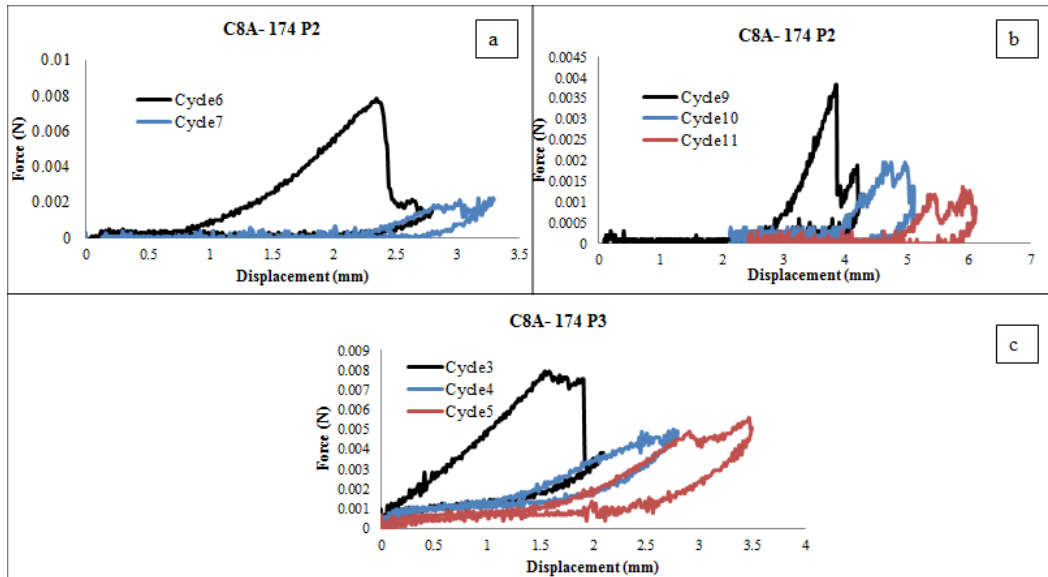 C8A- 174 P2
a
0.01
0.008
0.006
0.004
0.002
0
Force (N)
Cycle6
Cycle7
0
0.5
1
1.5
2
2.5
3
3.5
Displacement (mm)
C8A- 174 P2
b
0.0045
0.004
0.0035
0.003
0.0025
0.002
0.0015
0.001
0.0005
0
Force (N)
Cycle9
Cycle10
Cycle11
0
1
2
3
4
5
6
7
Displacement (mm)
C8A- 174 P3
c
0.009
0.008
0.007
0.006
0.005
0.004
0.003
0.002
0.001
0
Force (N)
Cycle3
Cycle4
Cycle5
0
0.5
1
1.5
2
2.5
3
3.5
4
Displacement (mm)